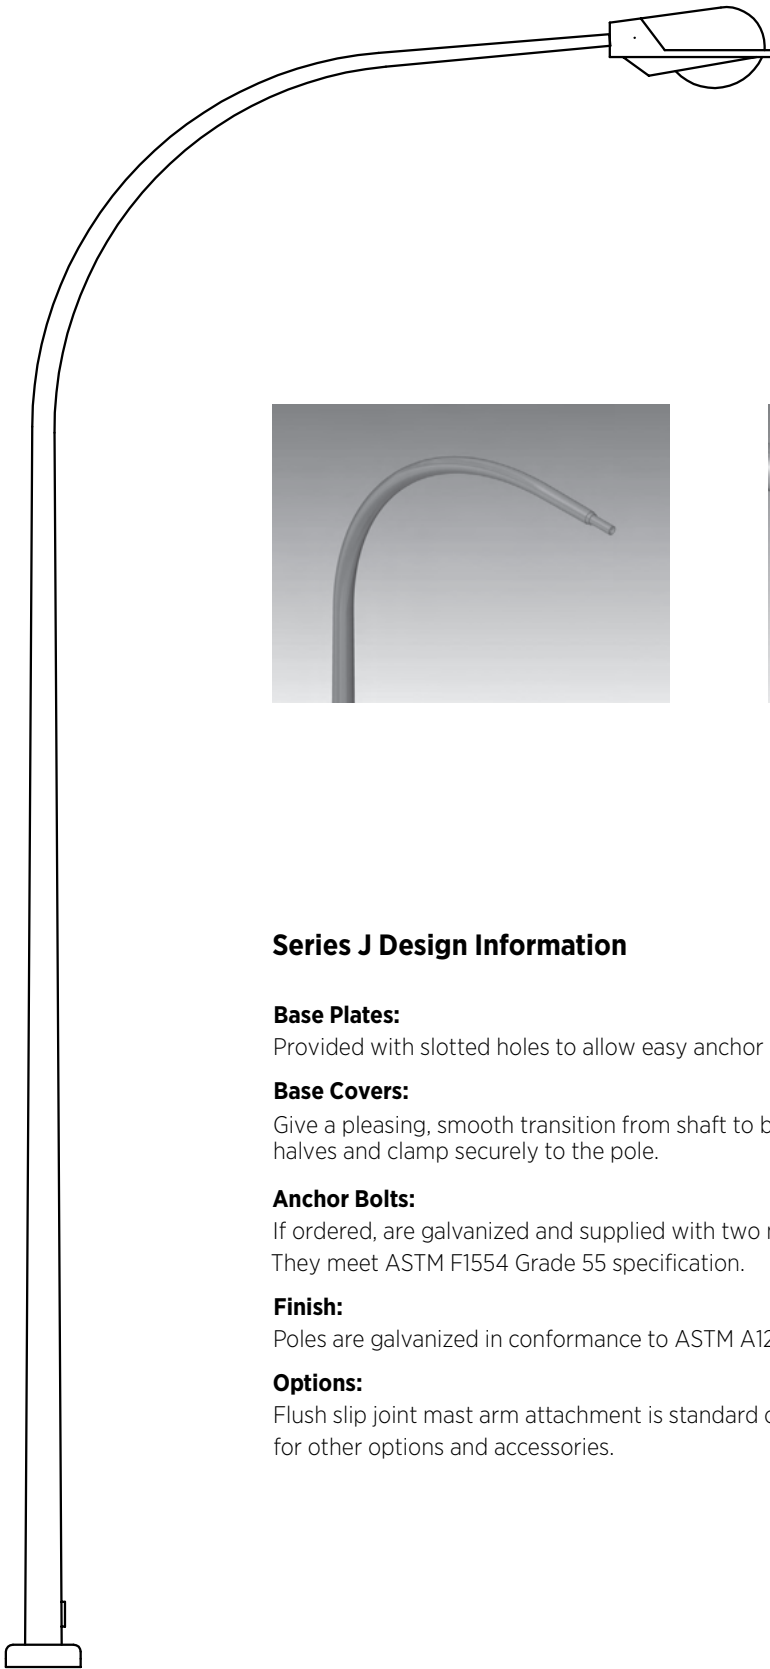 Series J Design Information
Base Plates:
Provided with slotted holes to allow easy anchor
Base Covers:
Give a pleasing, smooth transition from shaft to
halves and clamp securely to the pole.
Anchor Bolts:
If ordered, are galvanized and supplied with two
They meet ASTM F1554 Grade 55 specification.
Finish:
Poles are galvanized in conformance to ASTM
Options:
Flush slip joint mast arm attachment is standard
for other options and accessories.